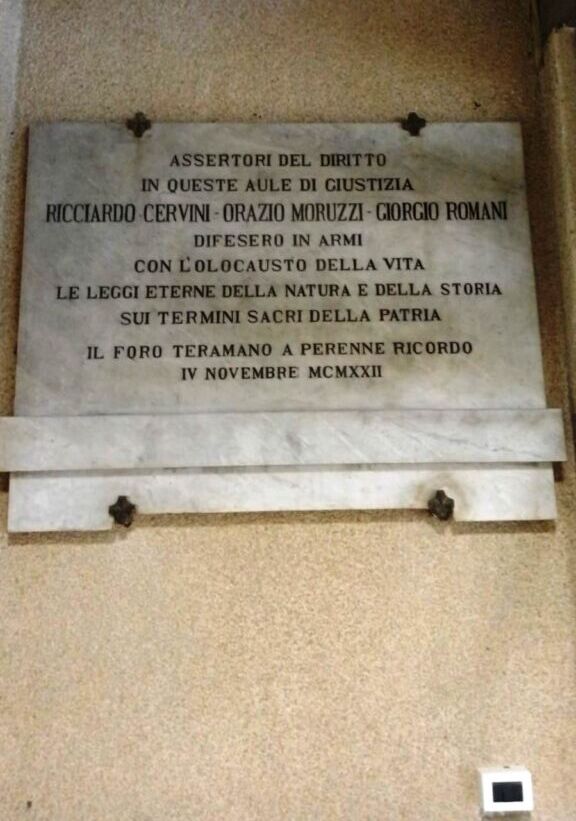 ASSERTORI DEL DIRITTO
IN QUESTE AULE DI GIUSTIZIA
RICCIARDO CERVINI - ORAZIO MORUZZI - GIORGIO ROMANI
DIFESERO IN ARMI
CON L'OLOCAUSTO DELLA VITA
LE LEGGI ETERNE DELLA NATURA E DELLA STORIA
SUI TERMINI SACRI DELLA PATRIA
IL FORO TERAMANO A PERENNE RICORDO
IV NOVEMBRE MCMXXII